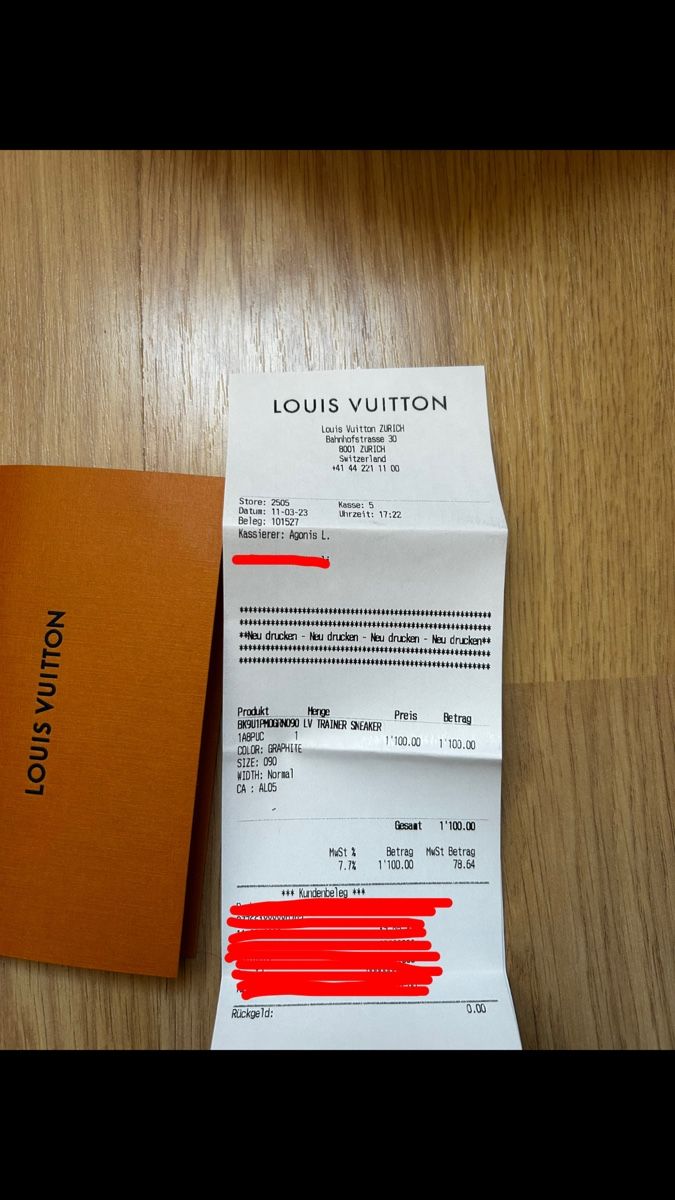 LOUIS VUITTON
LOUIS VUITTON
Louis Vuitton ZURICH
Bahnhofstrasse 30
8001 ZURICH
Switzerland
+41 44 221 11 00
Store: 2505 Kasse: 5
Datum: 11-03-23 Uhrzeit: 17:22
Beleg: 101527
Kassierer: Agonis L.
**************************************************
**************************************************
**Neu drucken - Neu drucken - Neu drucken - Neu drucken**
**************************************************
**************************************************
Produkt Menge Preis Betrag
BK9U1PMOGRN090 LV TRAINER SNEAKER
1ABPUC 1 1'100.00 1'100.00
COLOR: GRAPHITE
SIZE: 090
WIDTH: Normal
CA : AL05
Gesamt 1'100.00
MwSt % Betrag MwSt Betrag
7.7% 1'100.00 78.64
*** Kundenbeleg ***
Rückgeld: 0.00